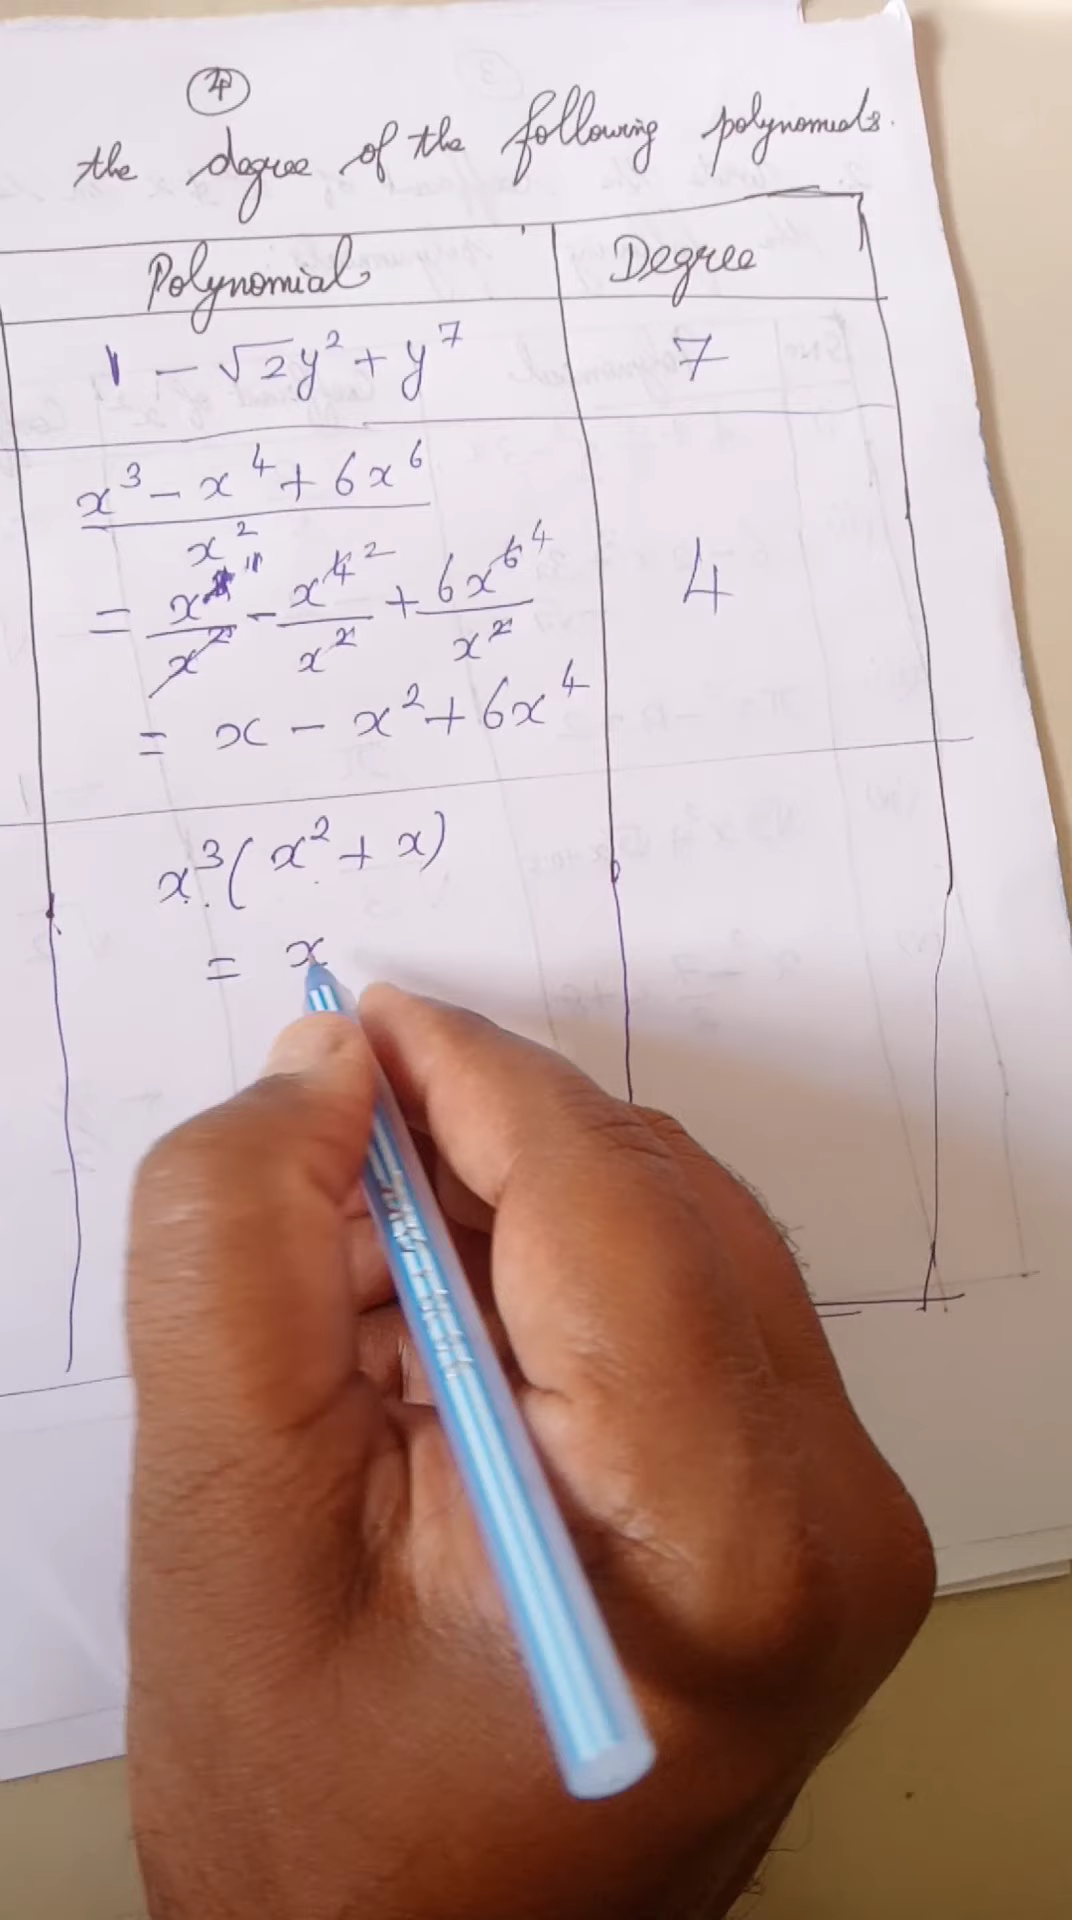 4
the degree of the following polynomials.
Polynomial Degree
1 - √2y² + y⁷ 7
x³ - x⁴ + 6x⁶
x²
= x³/x² - x⁴/x² + 6x⁶/x² 4
= x - x² + 6x⁴
x³(x² + x)
= x